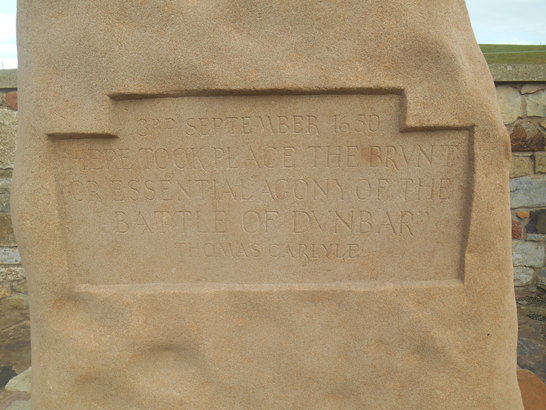 3RD SEPTEMBER 1650
"HERE TOOK PLACE THE BRVNT
OR ESSENTIAL AGONY OF THE
BATTLE OF DVNBAR"
THOMAS CARLYLE